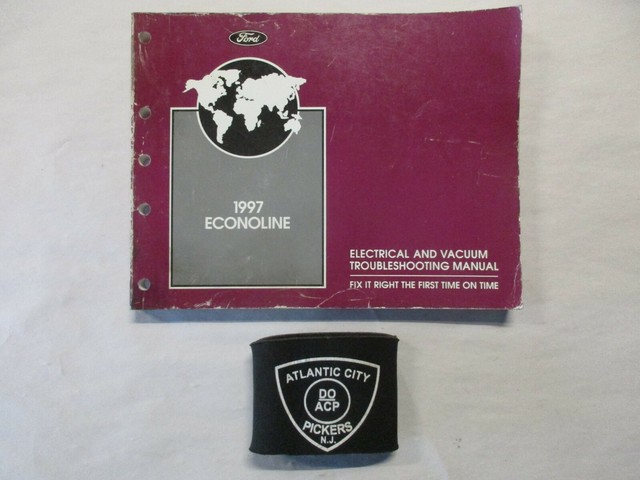 Ford
1997
ECONOLINE
ELECTRICAL AND VACUUM
TROUBLESHOOTING MANUAL
FIX IT RIGHT THE FIRST TIME ON TIME
ATLANTIC CITY
DO
ACP
PICKERS
N.J.